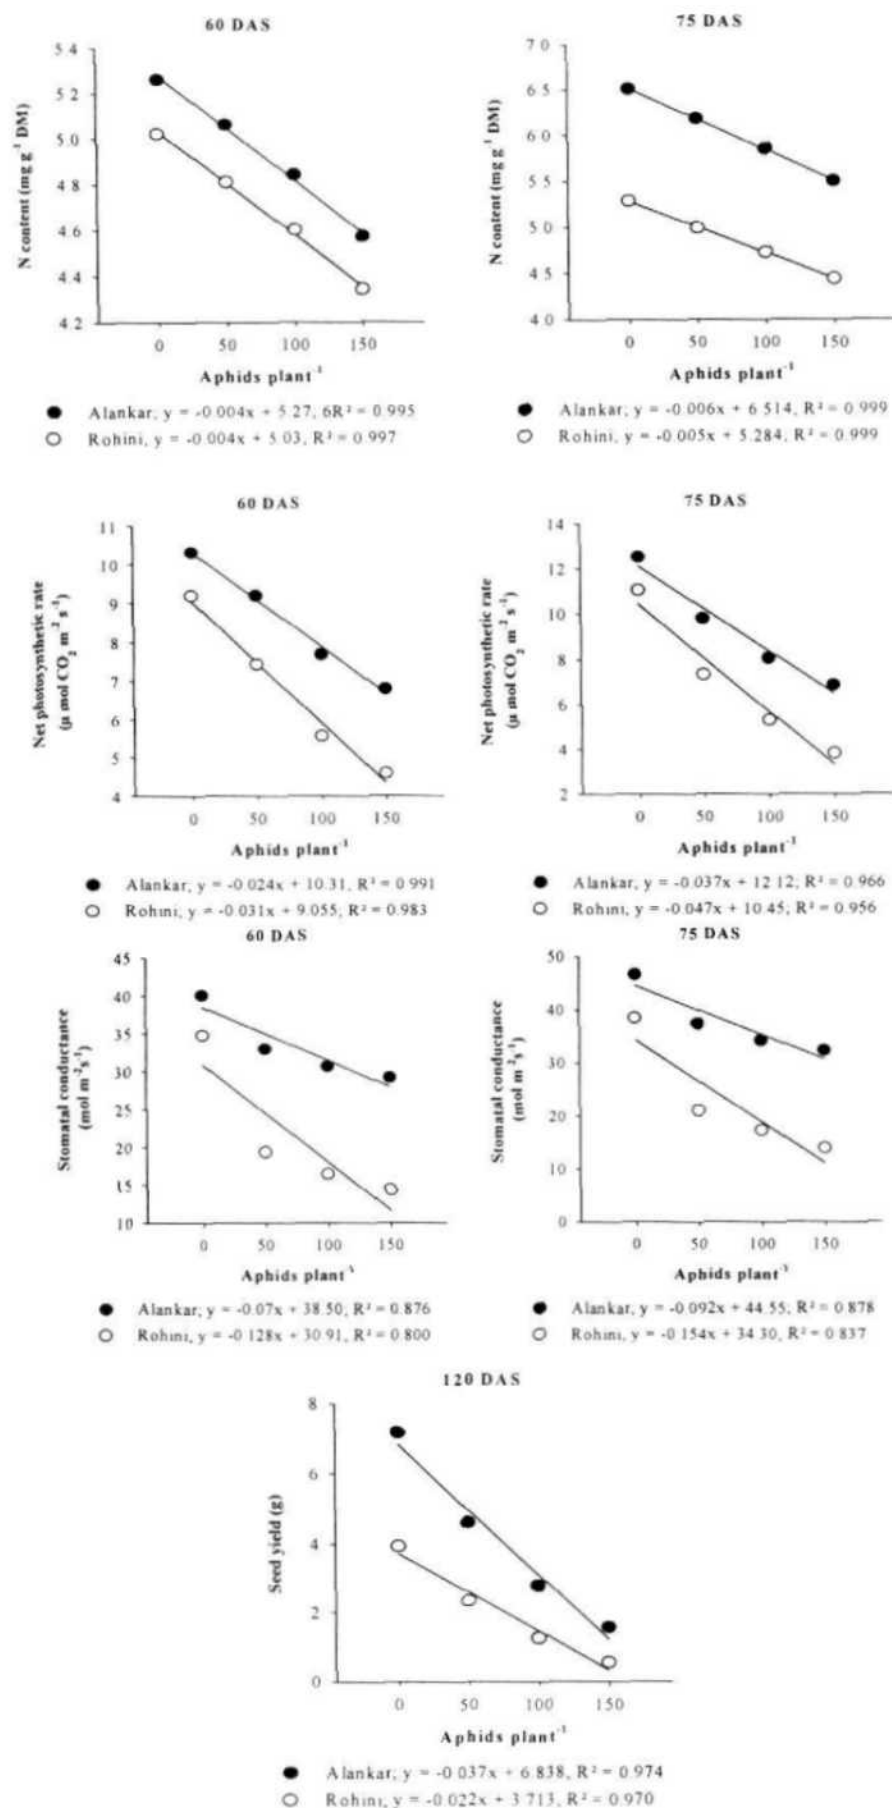 60 DAS
N content (mg g⁻¹ DM)
5 4
5.2
5.0
4 8
4 6
4.4
4 2
0 50 100 150
Aphids plant⁻¹
Alankar, y = -0.004x + 5.27, 6R² = 0.995
Rohini, y = -0.004x + 5.03, R² = 0.997
75 DAS
N content (mg g⁻¹ DM)
7 0
6.5
6 0
5.5
5.0
4.5
4 0
0 50 100 150
Aphids plant⁻¹
Alankar, y = -0.006x + 6 514, R² = 0.999
Rohini, y = -0.005x + 5.284, R² = 0.999
60 DAS
Net photosynthetic rate
(μ mol CO₂ m⁻² s⁻¹)
11
10
9
8
7
6
5
4
0 50 100 150
Aphids plant⁻¹
Alankar, y = -0.024x + 10.31, R² = 0.991
Rohini, y = -0.031x + 9.055, R² = 0.983
75 DAS
Net photosynthetic rate
(μ mol CO₂ m⁻² s⁻¹)
14
12
10
8
6
4
2
0 50 100 150
Aphids plant⁻¹
Alankar, y = -0.037x + 12 12, R² = 0.966
Rohini, y = -0.047x + 10.45, R² = 0.956
60 DAS
Stomatal conductance
(mol m⁻²s⁻¹)
45
40
35
30
25
20
15
10
0 50 100 150
Aphids plant⁻¹
Alankar, y = -0.07x + 38.50, R² = 0.876
Rohini, y = -0.128x + 30.91, R² = 0.800
75 DAS
Stomatal conductance
(mol m⁻²s⁻¹)
50
40
30
20
10
0
0 50 100 150
Aphids plant⁻¹
Alankar, y = -0.092x + 44.55, R² = 0.878
Rohini, y = -0.154x + 34.30, R² = 0.837
120 DAS
Seed yield (g)
8
6
4
2
0
0 50 100 150
Aphids plant⁻¹
Alankar, y = -0 037x + 6 838, R² = 0.974
Rohini, y = -0.022x + 3 713, R² = 0.970